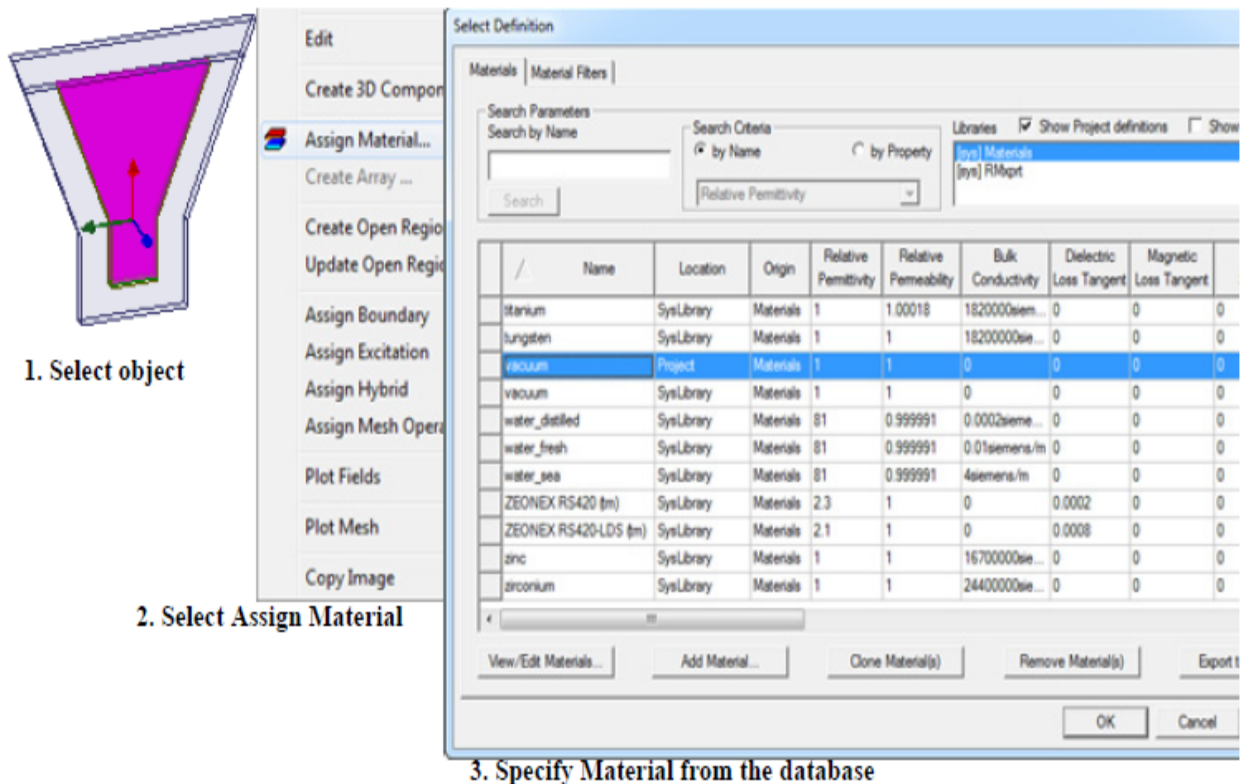 1. Select object
Edit
Create 3D Compon
Assign Material...
Create Array ...
Create Open Regio
Update Open Regi
Assign Boundary
Assign Excitation
Assign Hybrid
Assign Mesh Opera
Plot Fields
Plot Mesh
Copy Image
2. Select Assign Material
Select Definition
Materials Material Filters
Search Parameters
Search by Name
Search
Search Criteria
by Name by Property
Relative Permittivity
Libraries Show Project definitions Show
[sys] Materials
[sys] RMxprt
/ Name Location Origin Relative Permittivity Relative Permeability Bulk Conductivity Dielectric Loss Tangent Magnetic Loss Tangent
titanium SysLibrary Materials 1 1.00018 1820000siem... 0 0 0
tungsten SysLibrary Materials 1 1 18200000sie... 0 0 0
vacuum Project Materials 1 1 0 0 0 0
vacuum SysLibrary Materials 1 1 0 0 0 0
water_distilled SysLibrary Materials 81 0.999991 0.0002sieme... 0 0 0
water_fresh SysLibrary Materials 81 0.999991 0.01siemens/m 0 0 0
water_sea SysLibrary Materials 81 0.999991 4siemens/m 0 0 0
ZEONEX RS420 (tm) SysLibrary Materials 2.3 1 0 0.0002 0 0
ZEONEX RS420-LDS (tm) SysLibrary Materials 2.1 1 0 0.0008 0 0
zinc SysLibrary Materials 1 1 16700000sie... 0 0 0
zirconium SysLibrary Materials 1 1 24400000sie... 0 0 0
View/Edit Materials... Add Material... Clone Material(s) Remove Material(s) Export t
OK Cancel
3. Specify Material from the database